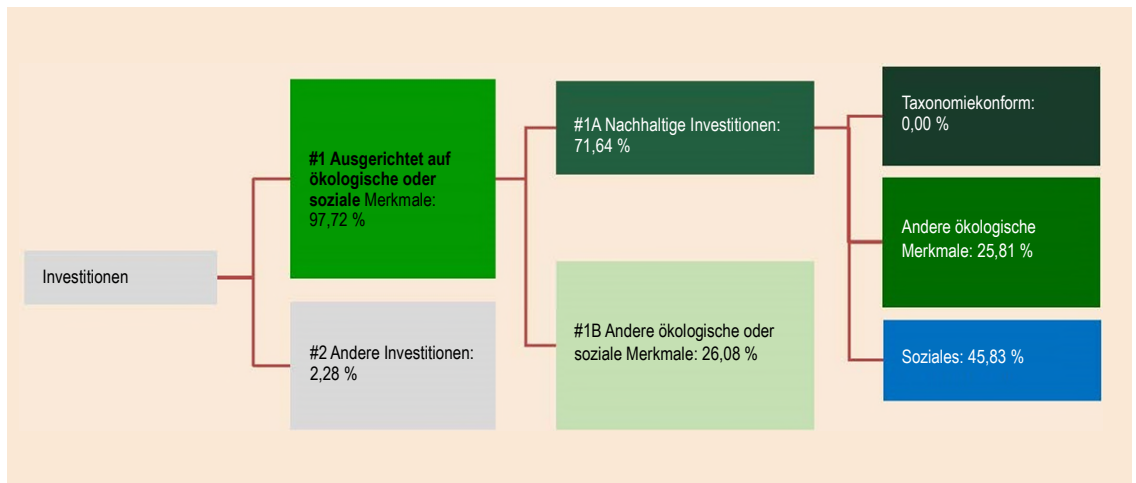 Investitionen
#1 Ausgerichtet auf
ökologische oder
soziale Merkmale:
97,72 %
#2 Andere Investitionen:
2,28 %
#1A Nachhaltige Investitionen:
71,64 %
#1B Andere ökologische oder
soziale Merkmale: 26,08 %
Taxonomiekonform:
0,00 %
Andere ökologische
Merkmale: 25,81 %
Soziales: 45,83 %